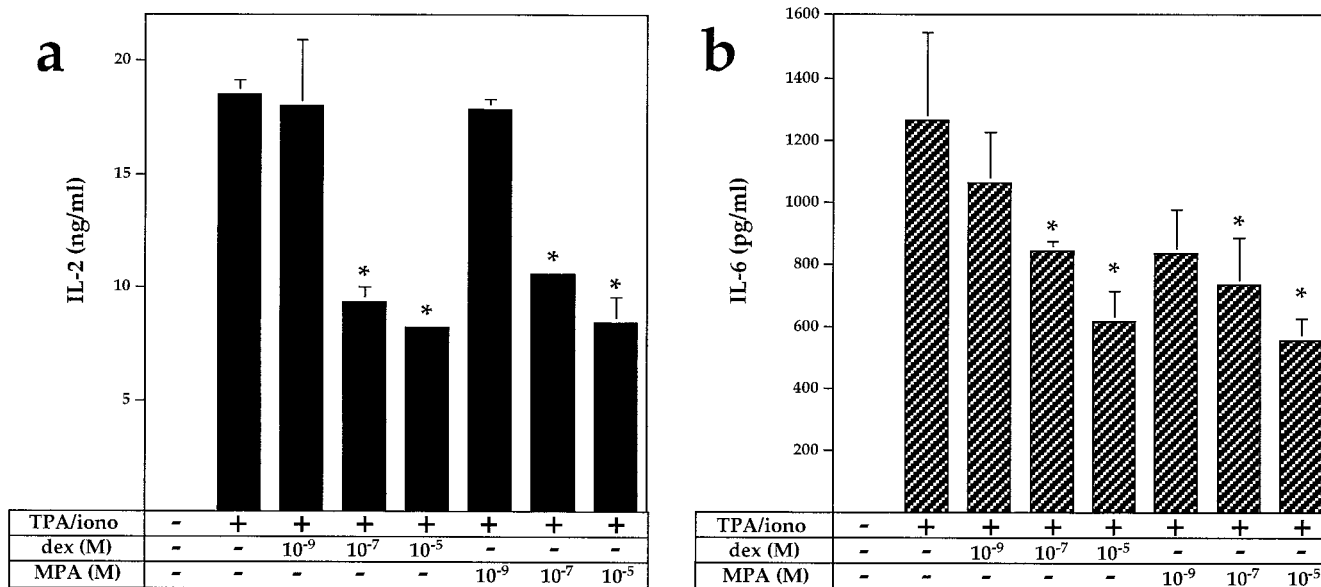 a
IL-2 (ng/ml)
20
15
10
5
* * * *
TPA/iono - + + + + + + +
dex (M) - - 10-9 10-7 10-5 - - -
MPA (M) - - - - - 10-9 10-7 10-5
b
IL-6 (pg/ml)
1600
1400
1200
1000
800
600
400
200
* * * *
TPA/iono - + + + + + + +
dex (M) - - 10-9 10-7 10-5 - - -
MPA (M) - - - - - 10-9 10-7 10-5